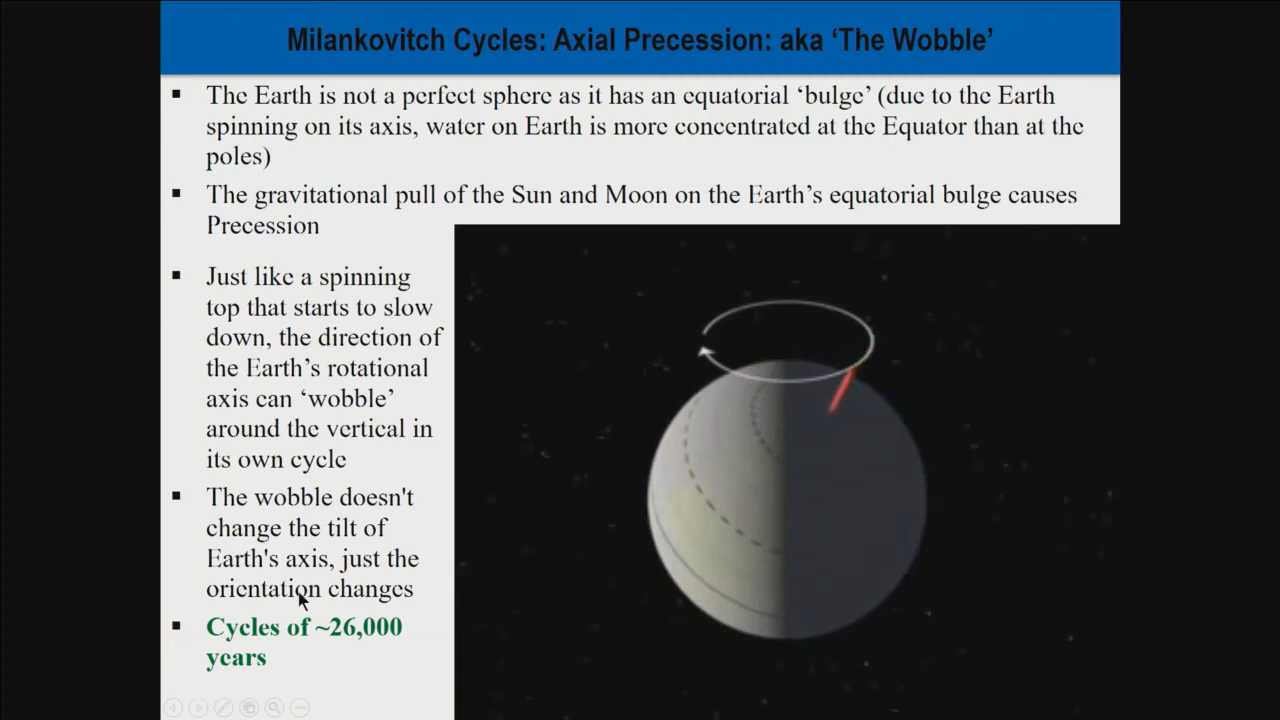 Milankovitch Cycles: Axial Precession: aka ‘The Wobble’
▪ The Earth is not a perfect sphere as it has an equatorial ‘bulge’ (due to the Earth
spinning on its axis, water on Earth is more concentrated at the Equator than at the
poles)
▪ The gravitational pull of the Sun and Moon on the Earth’s equatorial bulge causes
Precession
▪ Just like a spinning
top that starts to slow
down, the direction of
the Earth’s rotational
axis can ‘wobble’
around the vertical in
its own cycle
▪ The wobble doesn't
change the tilt of
Earth's axis, just the
orientation changes
▪ Cycles of ~26,000
years